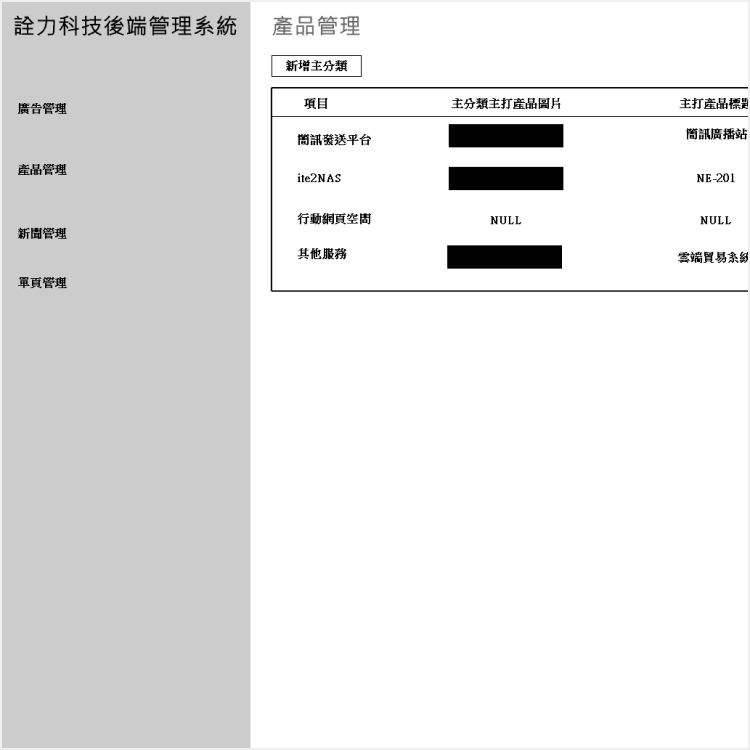 詮力科技後端管理系統
產品管理
新增主分類
廣告管理
產品管理
新聞管理
單頁管理
項目 主分類主打產品圖片 主打產品標題
簡訊發送平台 簡訊廣播站
ite2NAS NE-201
行動網頁空間 NULL NULL
其他服務 雲端貿易系統